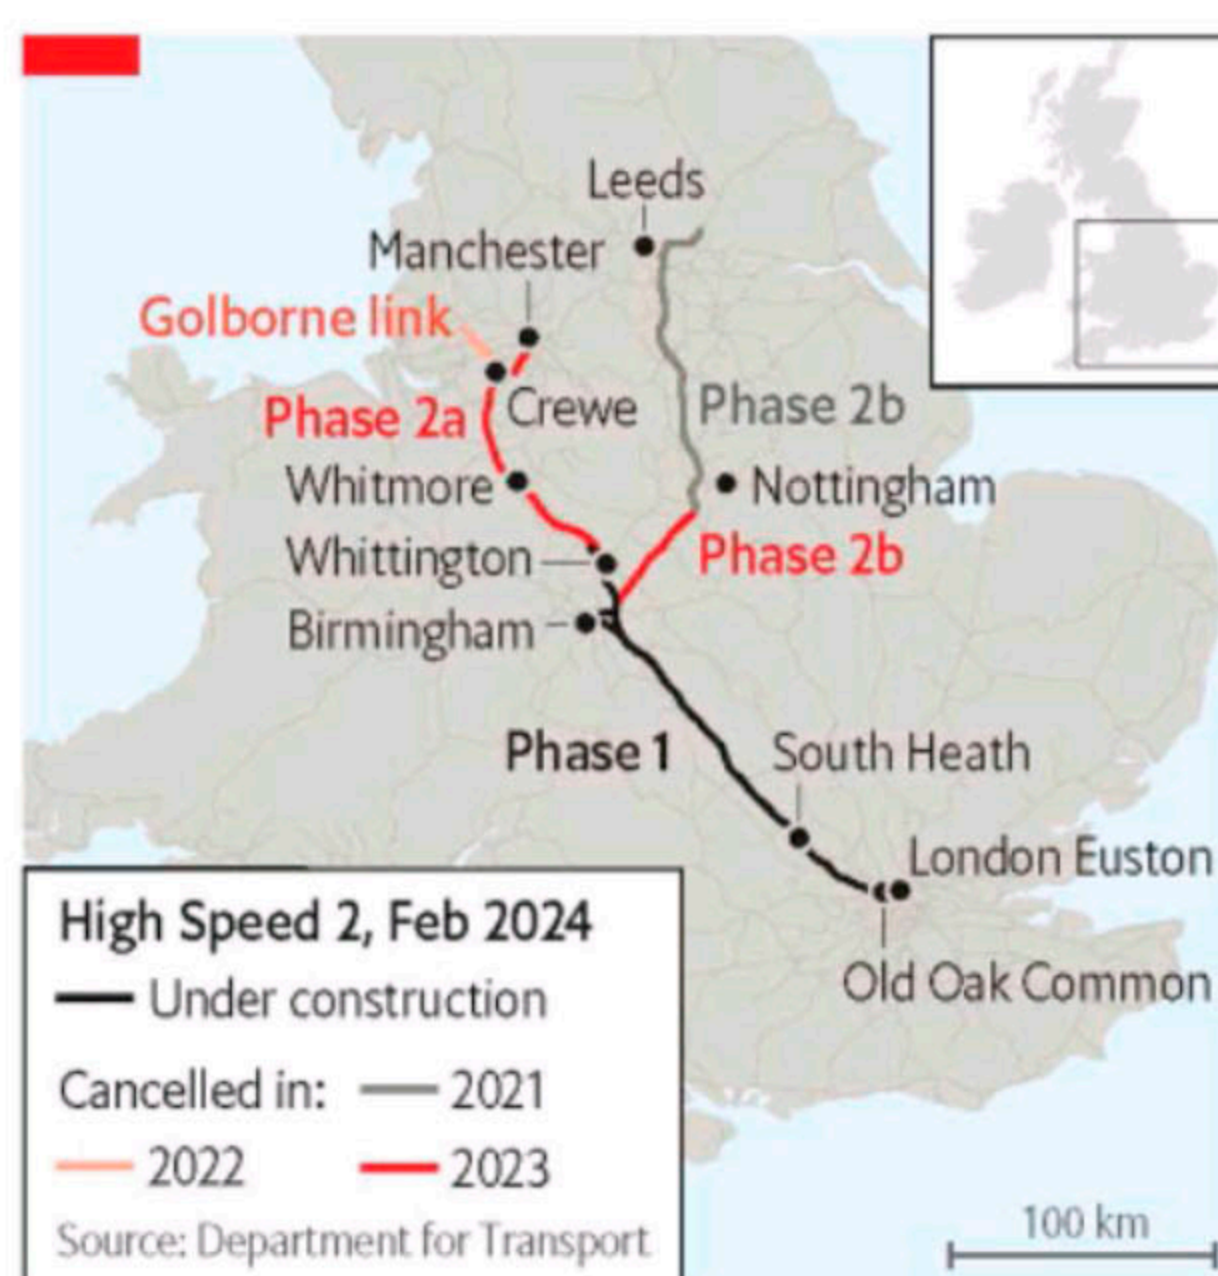 Leeds
Manchester
Golborne link
Phase 2a
Crewe
Phase 2b
Whitmore
Nottingham
Whittington
Phase 2b
Birmingham
Phase 1
South Heath
London Euston
Old Oak Common
High Speed 2, Feb 2024
Under construction
Cancelled in: 2021
2022 2023
Source: Department for Transport
100 km